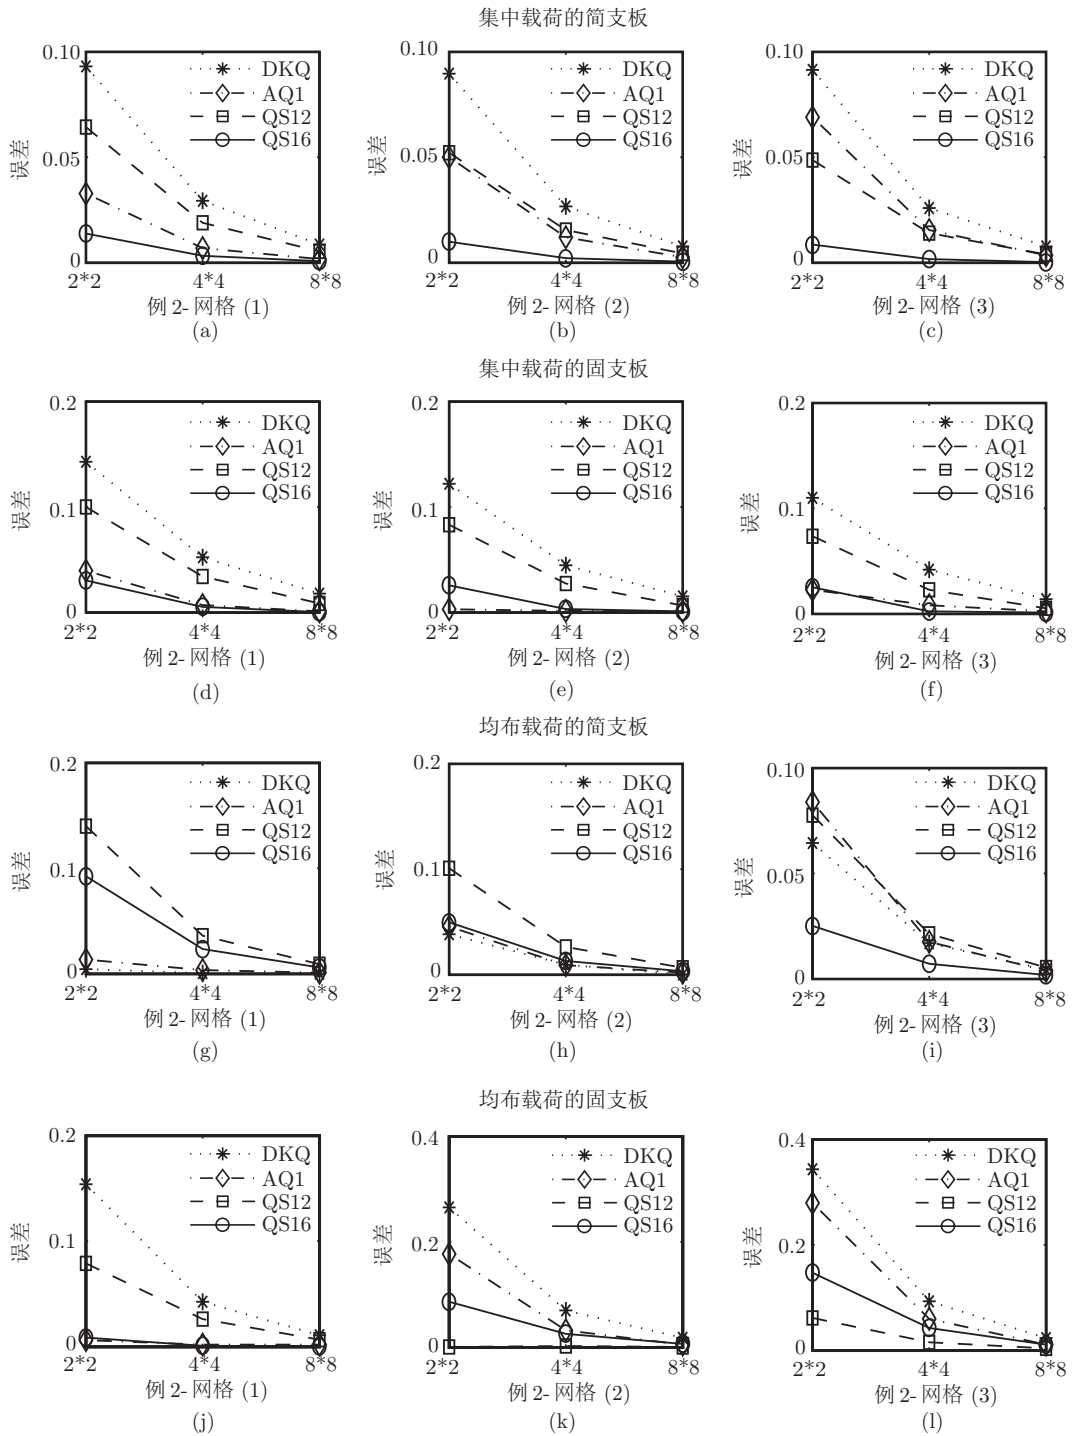 集中载荷的简支板
0.10
0.05
0
误差
DKQ
AQ1
QS12
QS16
2*2
4*4
8*8
例 2- 网格 (1)
(a)
0.10
0.05
0
误差
DKQ
AQ1
QS12
QS16
2*2
4*4
8*8
例 2- 网格 (2)
(b)
0.10
0.05
0
误差
DKQ
AQ1
QS12
QS16
2*2
4*4
8*8
例 2- 网格 (3)
(c)
集中载荷的固支板
0.2
0.1
0
误差
DKQ
AQ1
QS12
QS16
2*2
4*4
8*8
例 2- 网格 (1)
(d)
0.2
0.1
0
误差
DKQ
AQ1
QS12
QS16
2*2
4*4
8*8
例 2- 网格 (2)
(e)
0.2
0.1
0
误差
DKQ
AQ1
QS12
QS16
2*2
4*4
8*8
例 2- 网格 (3)
(f)
均布载荷的简支板
0.2
0.1
0
误差
DKQ
AQ1
QS12
QS16
2*2
4*4
8*8
例 2- 网格 (1)
(g)
0.2
0.1
0
误差
DKQ
AQ1
QS12
QS16
2*2
4*4
8*8
例 2- 网格 (2)
(h)
0.10
0.05
0
误差
DKQ
AQ1
QS12
QS16
2*2
4*4
8*8
例 2- 网格 (3)
(i)
均布载荷的固支板
0.2
0.1
0
误差
DKQ
AQ1
QS12
QS16
2*2
4*4
8*8
例 2- 网格 (1)
(j)
0.4
0.2
0
误差
DKQ
AQ1
QS12
QS16
2*2
4*4
8*8
例 2- 网格 (2)
(k)
0.4
0.2
0
误差
DKQ
AQ1
QS12
QS16
2*2
4*4
8*8
例 2- 网格 (3)
(l)